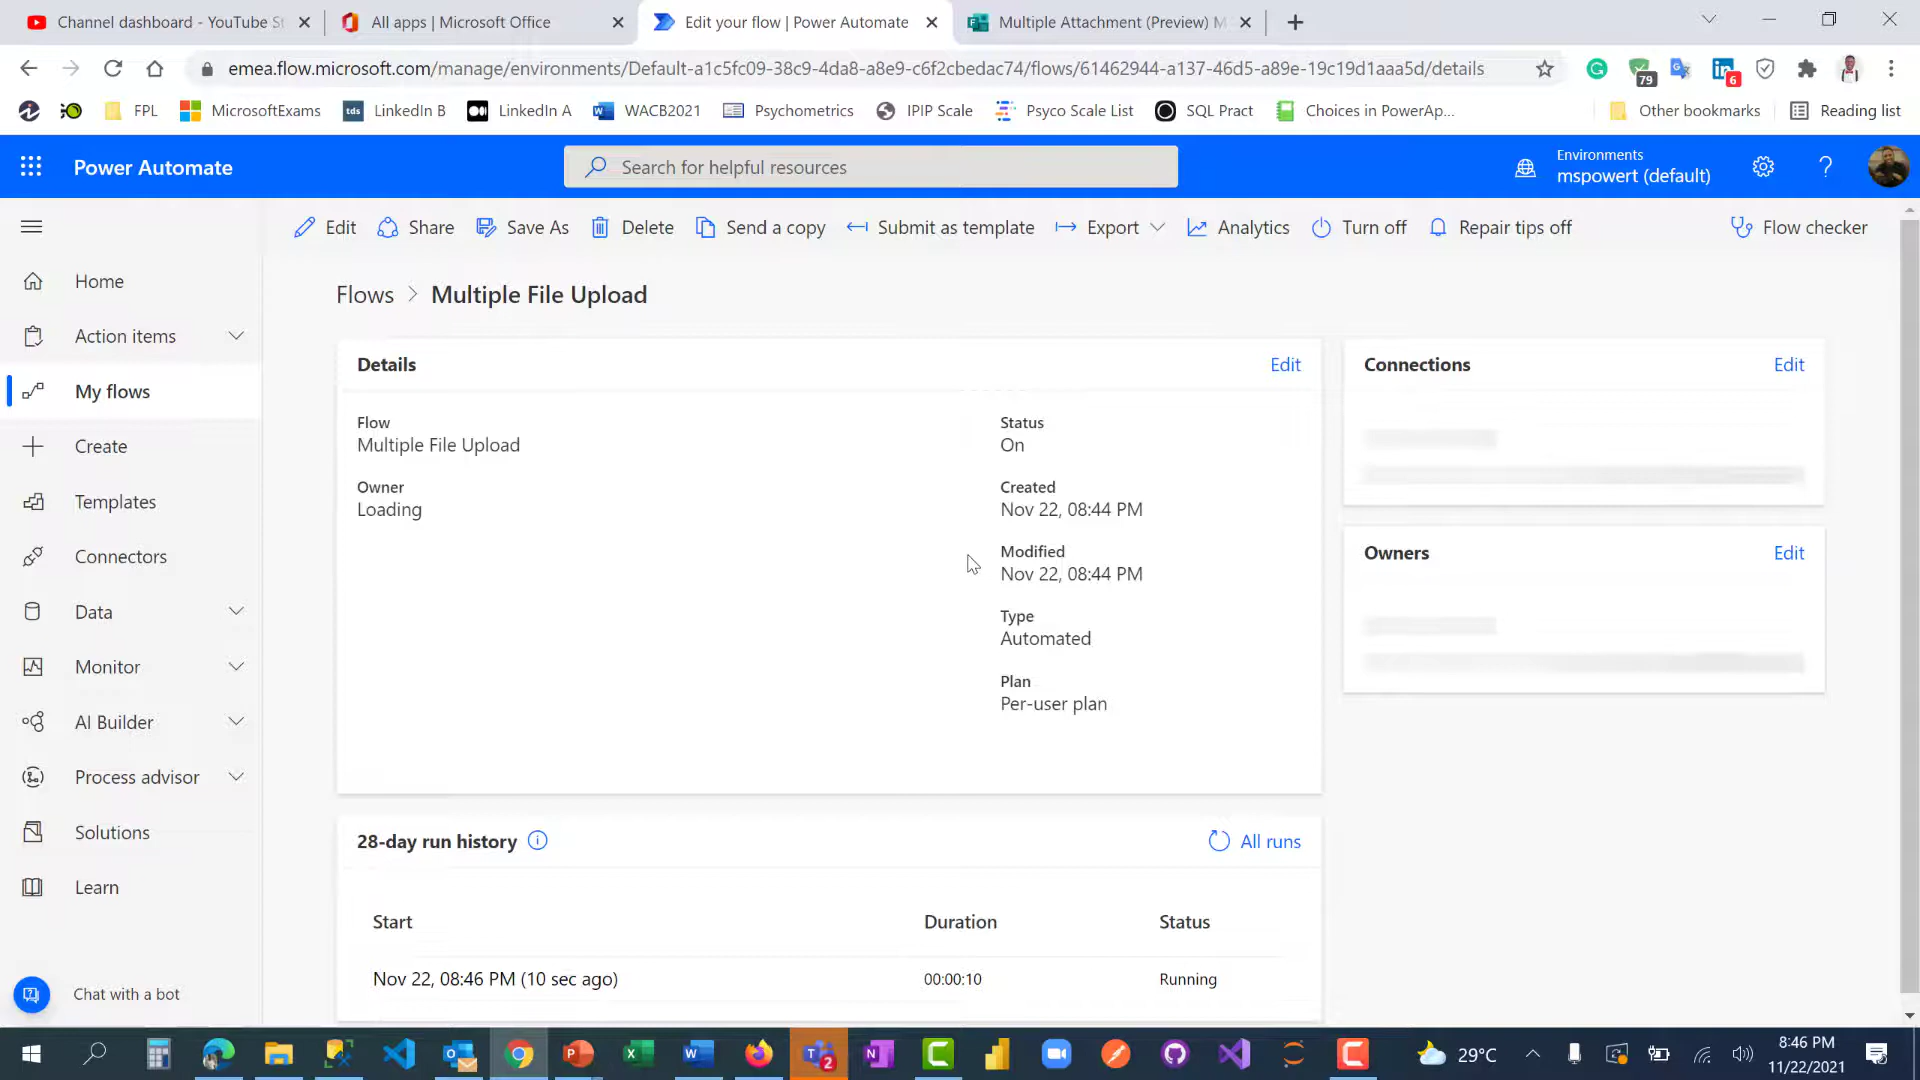 Channel dashboard - YouTube St
All apps | Microsoft Office
Edit your flow | Power Automate
Multiple Attachment (Preview) M
emea.flow.microsoft.com/manage/environments/Default-a1c5fc09-38c9-4da8-a8e9-c6f2cbedac74/flows/61462944-a137-46d5-a89e-19c19d1aaa5d/details
79
6
FPL
MicrosoftExams
tds
LinkedIn B
LinkedIn A
WACB2021
Psychometrics
IPIP Scale
Psyco Scale List
SQL Pract
Choices in PowerAp...
Other bookmarks
Reading list
Power Automate
Search for helpful resources
Environments
mspowert (default)
Edit
Share
Save As
Delete
Send a copy
Submit as template
Export
Analytics
Turn off
Repair tips off
Flow checker
Home
Action items
My flows
Create
Templates
Connectors
Data
Monitor
AI Builder
Process advisor
Solutions
Learn
Chat with a bot
Flows > Multiple File Upload
Details
Edit
Flow
Multiple File Upload
Owner
Loading
Status
On
Created
Nov 22, 08:44 PM
Modified
Nov 22, 08:44 PM
Type
Automated
Plan
Per-user plan
Connections
Edit
Owners
Edit
28-day run history
All runs
Start
Duration
Status
Nov 22, 08:46 PM (10 sec ago)
00:00:10
Running
2
29°C
8:46 PM
11/22/2021